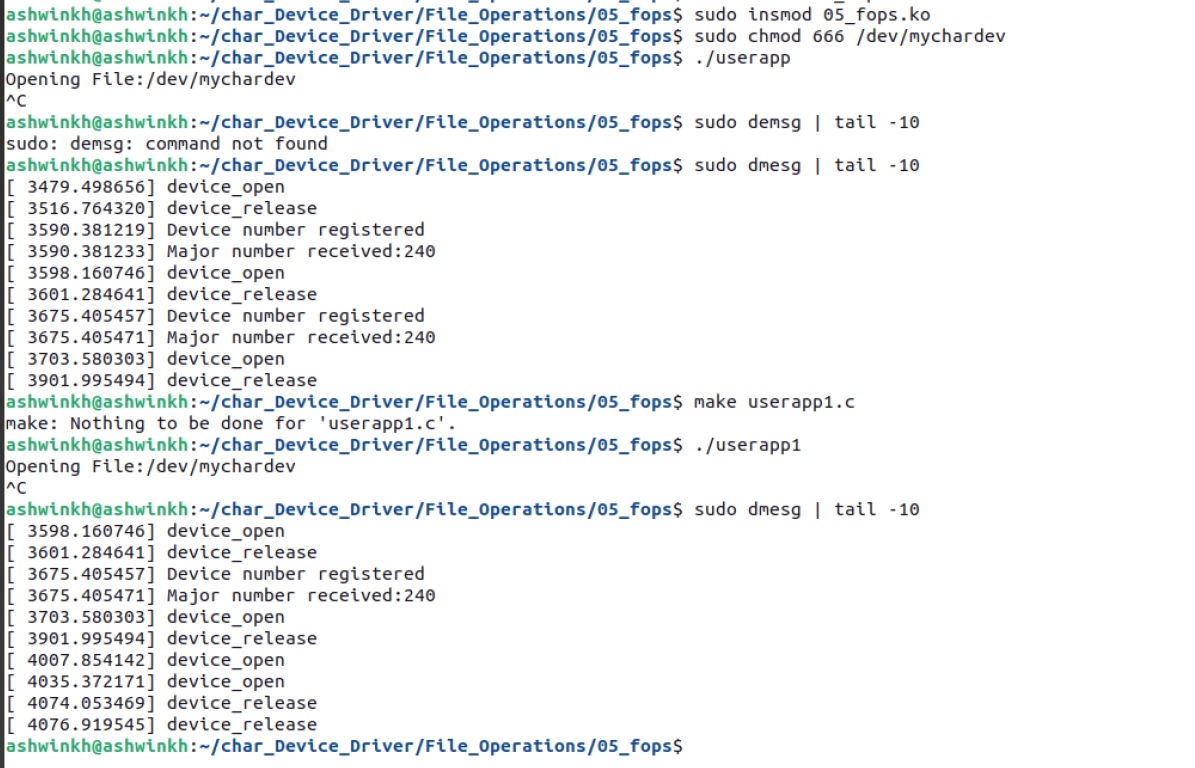 ashwinkh@ashwinkh:~/char_Device_Driver/File_Operations/05_fops$ sudo insmod 05_fops.ko
ashwinkh@ashwinkh:~/char_Device_Driver/File_Operations/05_fops$ sudo chmod 666 /dev/mychardev
ashwinkh@ashwinkh:~/char_Device_Driver/File_Operations/05_fops$ ./userapp
Opening File:/dev/mychardev
^C
ashwinkh@ashwinkh:~/char_Device_Driver/File_Operations/05_fops$ sudo demsg | tail -10
sudo: demsg: command not found
ashwinkh@ashwinkh:~/char_Device_Driver/File_Operations/05_fops$ sudo dmesg | tail -10
[ 3479.498656] device_open
[ 3516.764320] device_release
[ 3590.381219] Device number registered
[ 3590.381233] Major number received:240
[ 3598.160746] device_open
[ 3601.284641] device_release
[ 3675.405457] Device number registered
[ 3675.405471] Major number received:240
[ 3703.580303] device_open
[ 3901.995494] device_release
ashwinkh@ashwinkh:~/char_Device_Driver/File_Operations/05_fops$ make userapp1.c
make: Nothing to be done for 'userapp1.c'.
ashwinkh@ashwinkh:~/char_Device_Driver/File_Operations/05_fops$ ./userapp1
Opening File:/dev/mychardev
^C
ashwinkh@ashwinkh:~/char_Device_Driver/File_Operations/05_fops$ sudo dmesg | tail -10
[ 3598.160746] device_open
[ 3601.284641] device_release
[ 3675.405457] Device number registered
[ 3675.405471] Major number received:240
[ 3703.580303] device_open
[ 3901.995494] device_release
[ 4007.854142] device_open
[ 4035.372171] device_open
[ 4074.053469] device_release
[ 4076.919545] device_release
ashwinkh@ashwinkh:~/char_Device_Driver/File_Operations/05_fops$